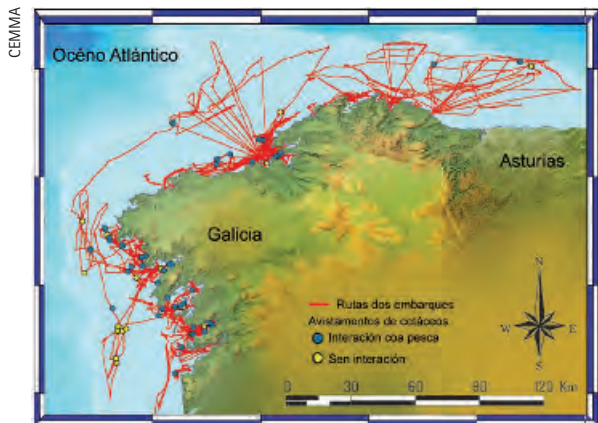 CEMMA
Océno Atlántico
Asturias
Galicia
Rutas dos embarques
Avistamentos de cetáceos
Interación coa pesca
Sen interación
N
W E
S
0 30 60 90 120 Km